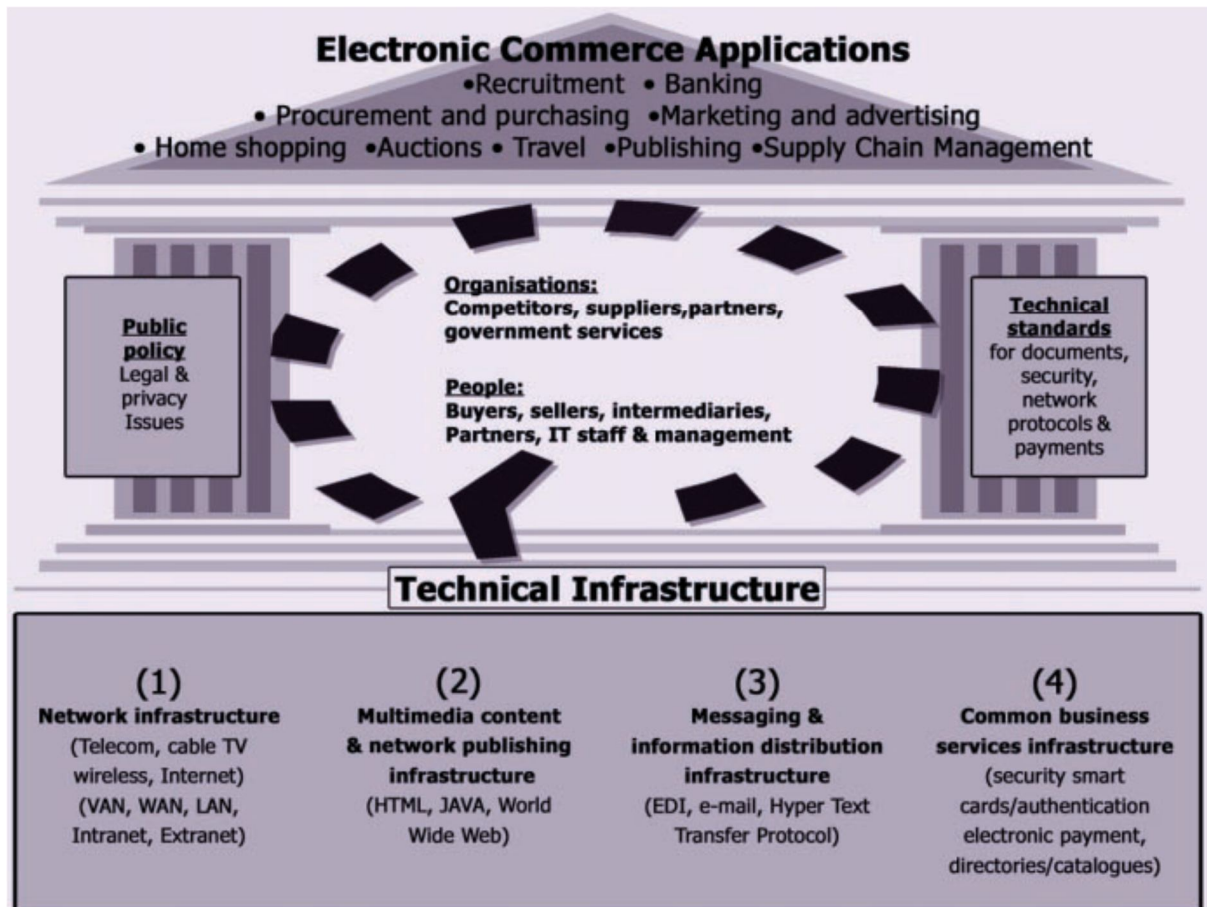 Electronic Commerce Applications
•Recruitment • Banking
• Procurement and purchasing •Marketing and advertising
• Home shopping •Auctions • Travel •Publishing •Supply Chain Management
Public
policy
Legal &
privacy
Issues
Organisations:
Competitors, suppliers,partners,
government services
People:
Buyers, sellers, intermediaries,
Partners, IT staff & management
Technical
standards
for documents,
security,
network
protocols &
payments
Technical Infrastructure
(1)
Network infrastructure
(Telecom, cable TV
wireless, Internet)
(VAN, WAN, LAN,
Intranet, Extranet)
(2)
Multimedia content
& network publishing
infrastructure
(HTML, JAVA, World
Wide Web)
(3)
Messaging &
information distribution
infrastructure
(EDI, e-mail, Hyper Text
Transfer Protocol)
(4)
Common business
services infrastructure
(security smart
cards/authentication
electronic payment,
directories/catalogues)